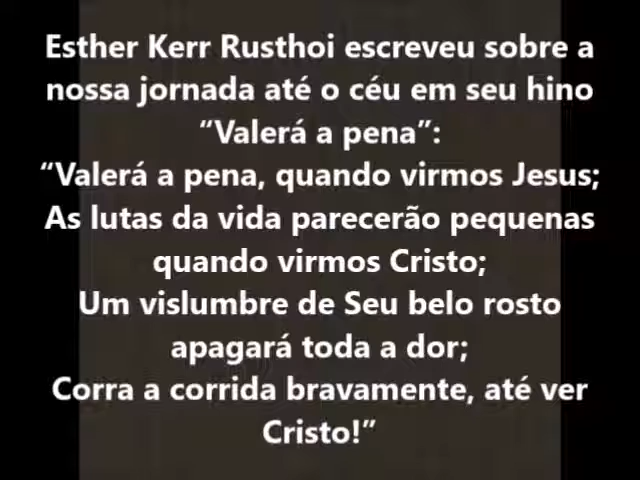 Esther Kerr Rusthoi escreveu sobre a
nossa jornada até o céu em seu hino
“Valerá a pena”:
“Valerá a pena, quando virmos Jesus;
As lutas da vida parecerão pequenas
quando virmos Cristo;
Um vislumbre de Seu belo rosto
apagará toda a dor;
Corra a corrida bravamente, até ver
Cristo!”